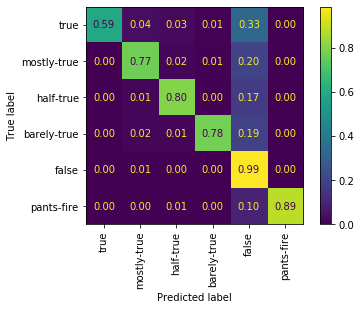 true 0.59 0.04 0.03 0.01 0.33 0.00
mostly-true 0.00 0.77 0.02 0.01 0.20 0.00
half-true 0.00 0.01 0.80 0.00 0.17 0.00
barely-true 0.00 0.02 0.01 0.78 0.19 0.00
false 0.00 0.01 0.00 0.00 0.99 0.00
pants-fire 0.00 0.00 0.01 0.00 0.10 0.89
True label
true
mostly-true
half-true
barely-true
false
pants-fire
Predicted label
0.8
0.6
0.4
0.2
0.0